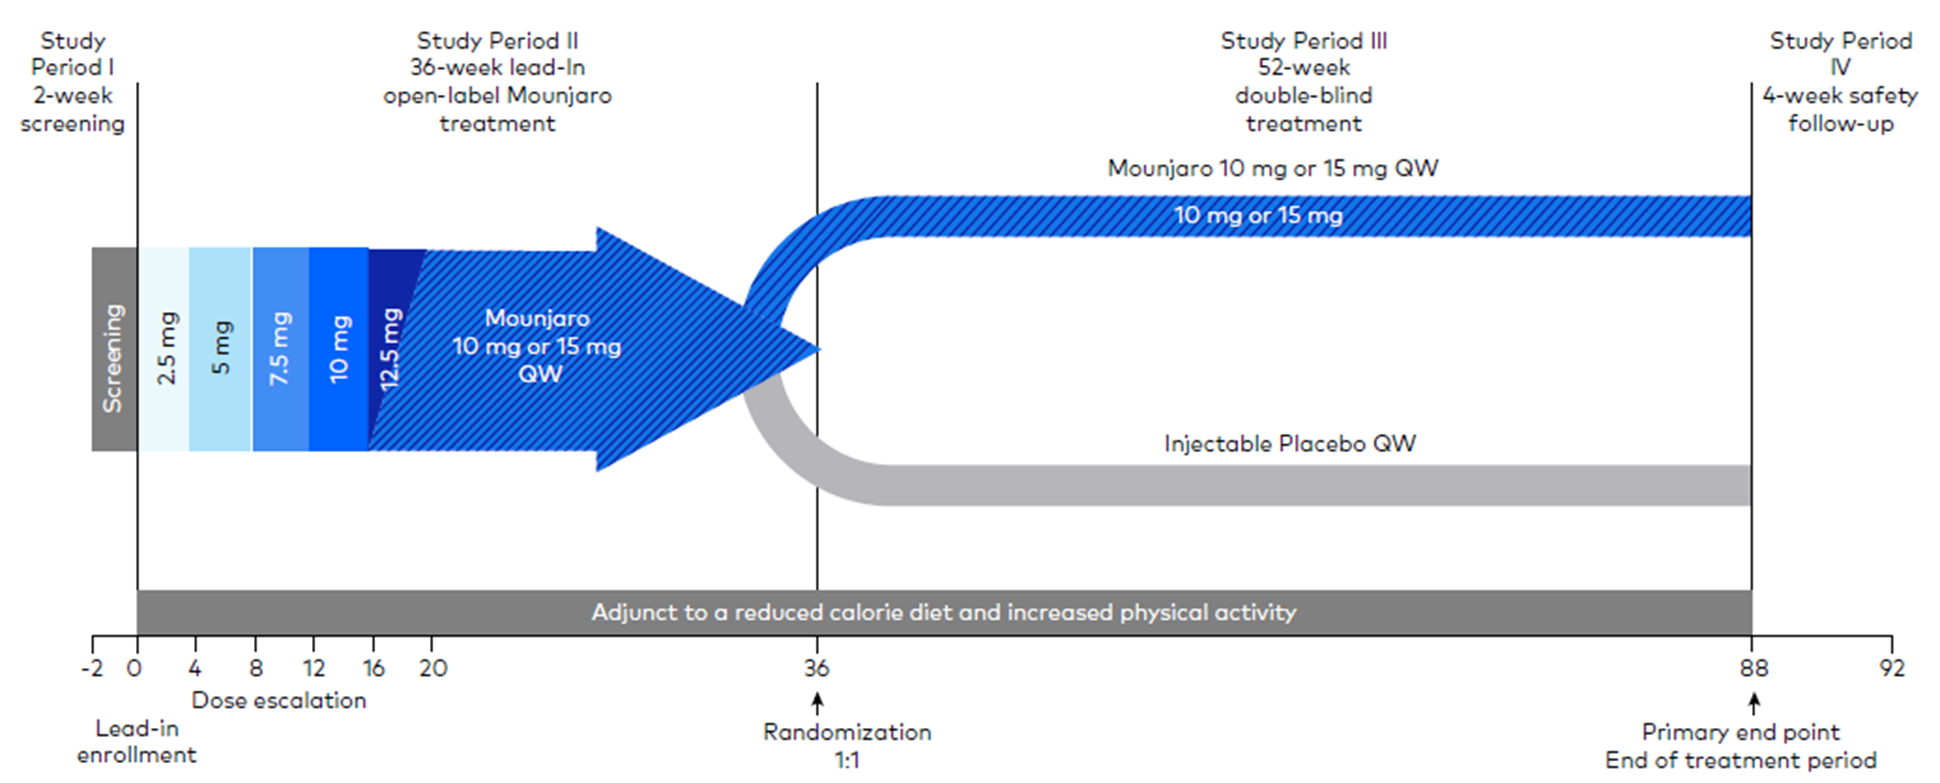 Study
Period I
2-week
screening
Study Period II
36-week lead-In
open-label Mounjaro
treatment
Study Period III
52-week
double-blind
treatment
Study Period
IV
4-week safety
follow-up
Mounjaro 10 mg or 15 mg QW
10 mg or 15 mg
Screening
2.5 mg
5 mg
7.5 mg
10 mg
12.5 mg
Mounjaro
10 mg or 15 mg
QW
Injectable Placebo QW
Adjunct to a reduced calorie diet and increased physical activity
-2 0 4 8 12 16 20 36 88 92
Dose escalation
Lead-in
enrollment
Randomization
1:1
Primary end point
End of treatment period